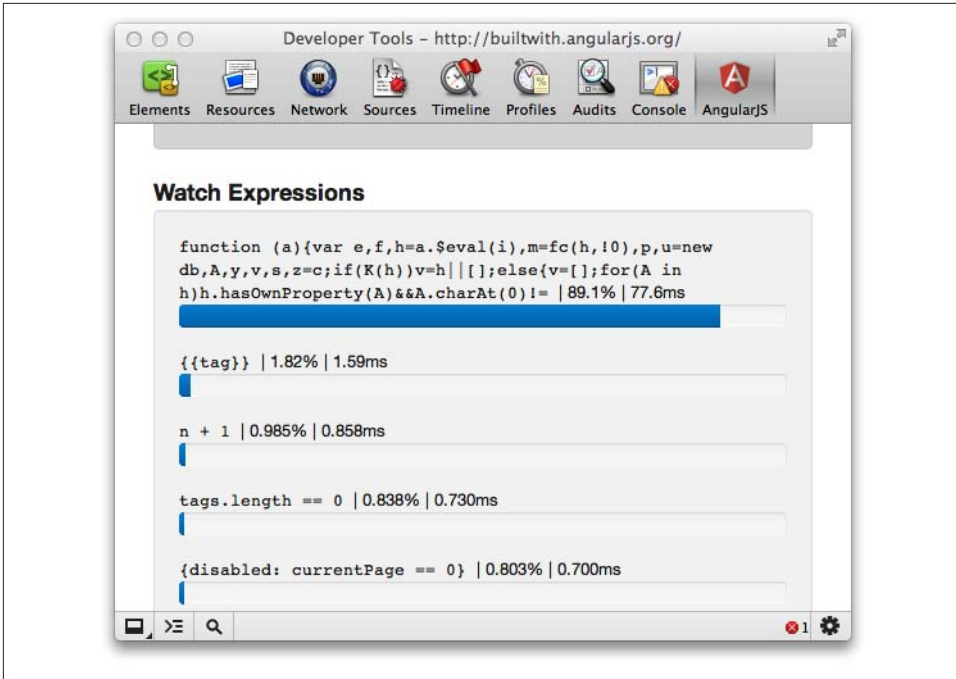 Developer Tools - http://builtwith.angularjs.org/
Elements Resources Network Sources Timeline Profiles Audits Console AngularJS
Watch Expressions
function (a){var e,f,h=a.$eval(i),m=fc(h,!0),p,u=new
db,A,y,v,s,z=c;if(K(h))v=h||[];else{v=[];for(A in
h)h.hasOwnProperty(A)&&A.charAt(0)!= | 89.1% | 77.6ms
{{tag}} | 1.82% | 1.59ms
n + 1 | 0.985% | 0.858ms
tags.length == 0 | 0.838% | 0.730ms
{disabled: currentPage == 0} | 0.803% | 0.700ms
1